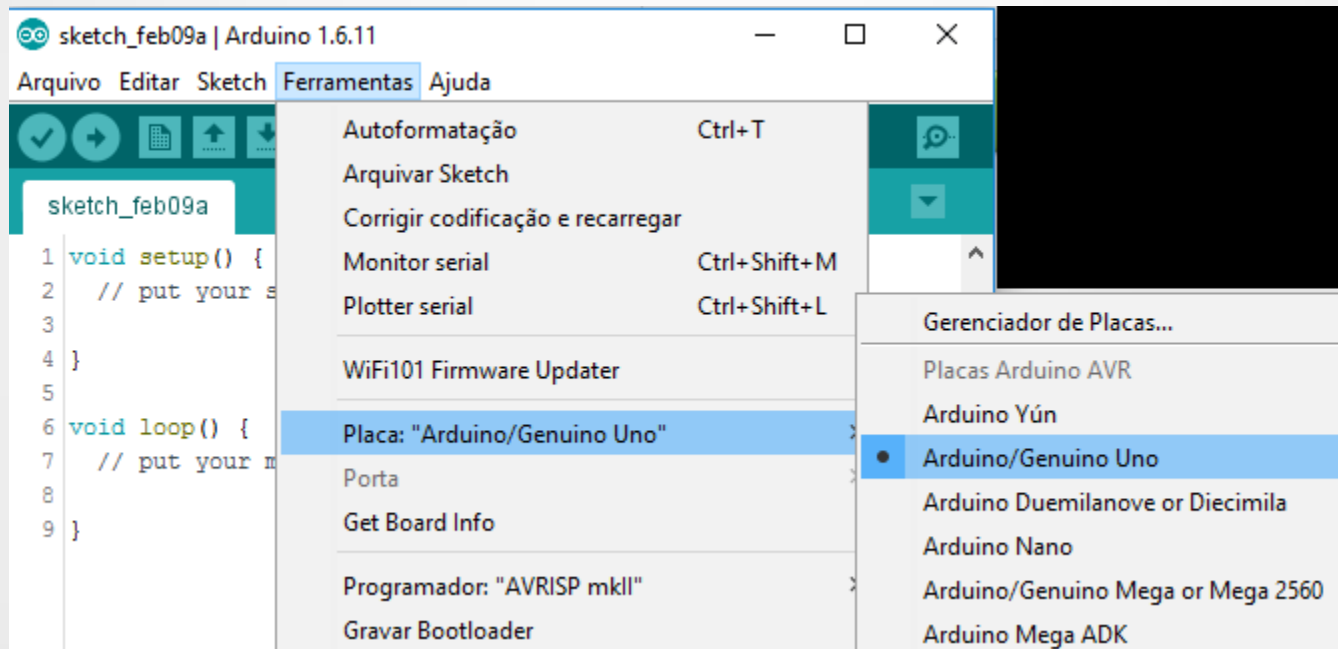 sketch_feb09a | Arduino 1.6.11
Arquivo Editar Sketch Ferramentas Ajuda
sketch_feb09a
1 void setup() {
2 // put your s
3
4 }
5
6 void loop() {
7 // put your m
8
9 }
Autoformatação Ctrl+T
Arquivar Sketch
Corrigir codificação e recarregar
Monitor serial Ctrl+Shift+M
Plotter serial Ctrl+Shift+L
WiFi101 Firmware Updater
Placa: "Arduino/Genuino Uno"
Porta
Get Board Info
Programador: "AVRISP mkII"
Gravar Bootloader
Gerenciador de Placas...
Placas Arduino AVR
Arduino Yún
Arduino/Genuino Uno
Arduino Duemilanove or Diecimila
Arduino Nano
Arduino/Genuino Mega or Mega 2560
Arduino Mega ADK